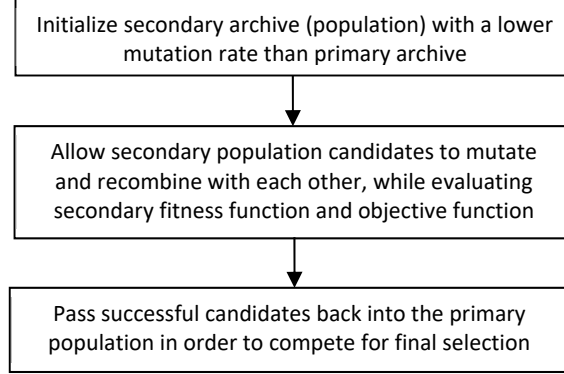 Initialize secondary archive (population) with a lower
mutation rate than primary archive
Allow secondary population candidates to mutate
and recombine with each other, while evaluating
secondary fitness function and objective function
Pass successful candidates back into the primary
population in order to compete for final selection